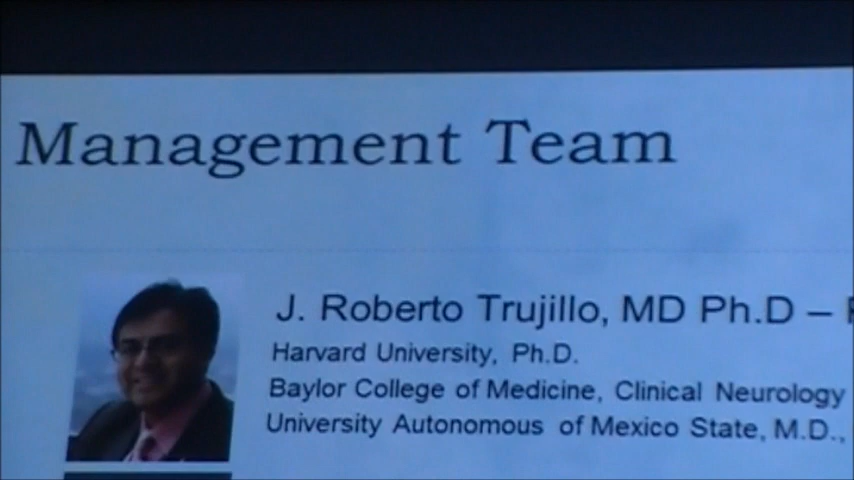 Management Team
J. Roberto Trujillo, MD Ph.D –
Harvard University, Ph.D.
Baylor College of Medicine, Clinical Neurology
University Autonomous of Mexico State, M.D.,